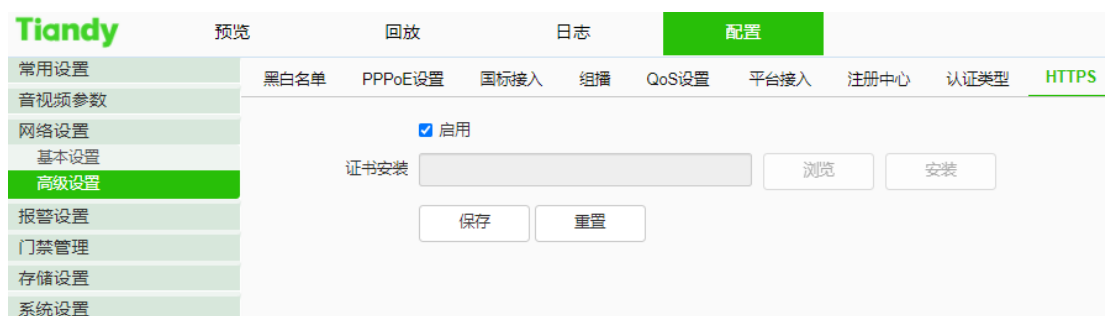 Tiandy 预览 回放 日志 配置
常用设置
音视频参数
网络设置
基本设置
高级设置
报警设置
门禁管理
存储设置
系统设置
黑白名单 PPPoE设置 国标接入 组播 QoS设置 平台接入 注册中心 认证类型 HTTPS
启用
证书安装 浏览 安装
保存 重置